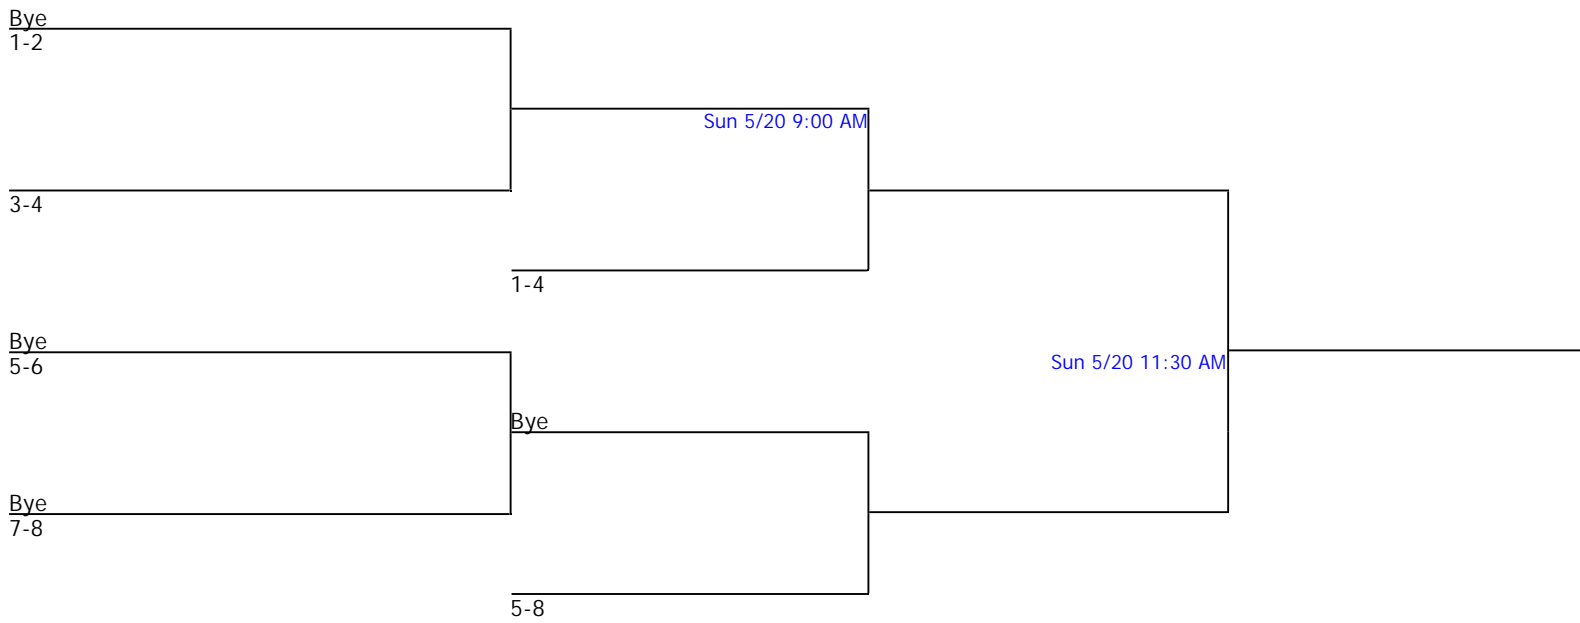 Bye
1-2
Sun 5/20 9:00 AM
3-4
1-4
Bye
5-6
Sun 5/20 11:30 AM
Bye
Bye
7-8
5-8